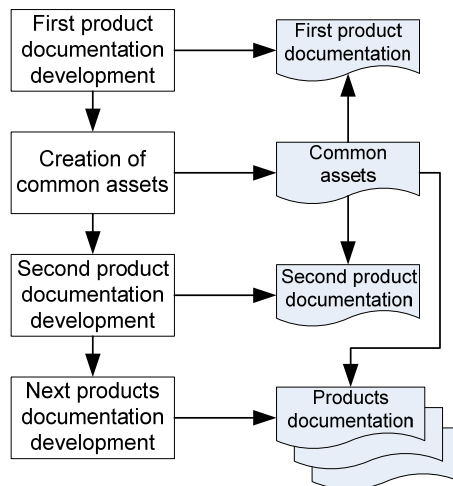 First product
documentation
development
First product
documentation
Creation of
common assets
Common
assets
Second product
documentation
development
Second product
documentation
Next products
documentation
development
Products
documentation